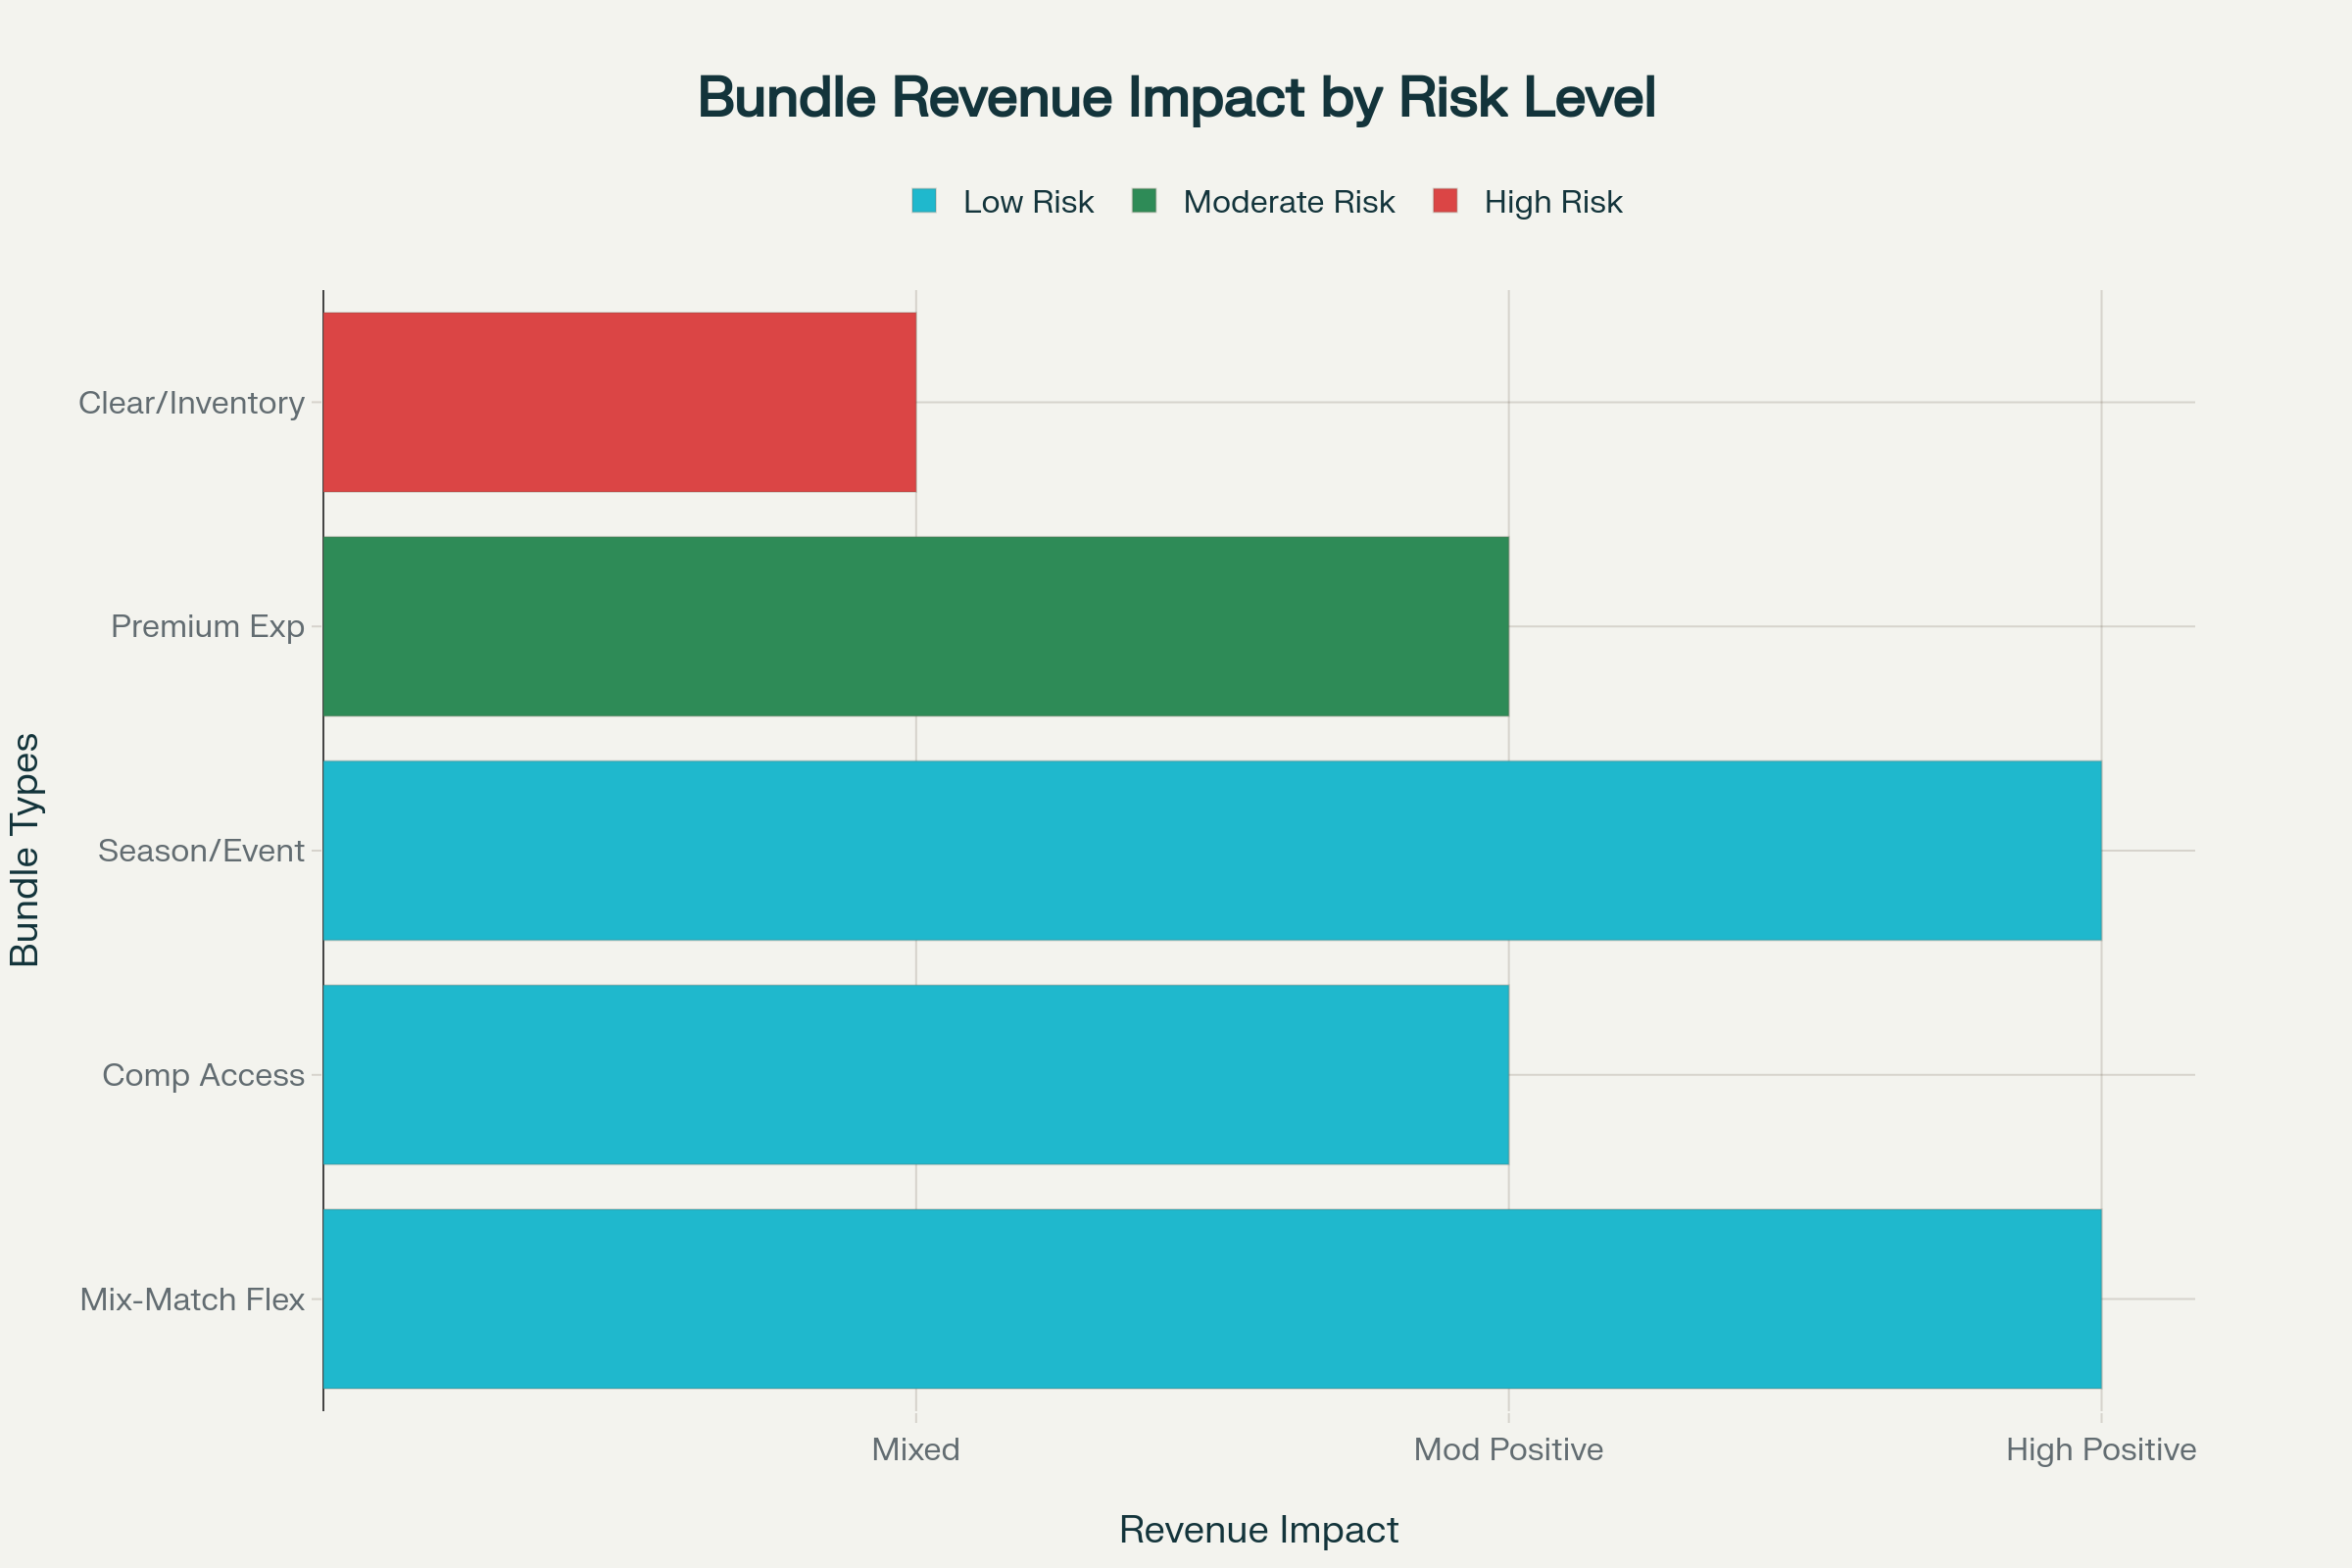 Bundle Revenue Impact by Risk Level
Low Risk
Moderate Risk
High Risk
Bundle Types
Clear/Inventory
Premium Exp
Season/Event
Comp Access
Mix-Match Flex
Mixed
Mod Positive
High Positive
Revenue Impact